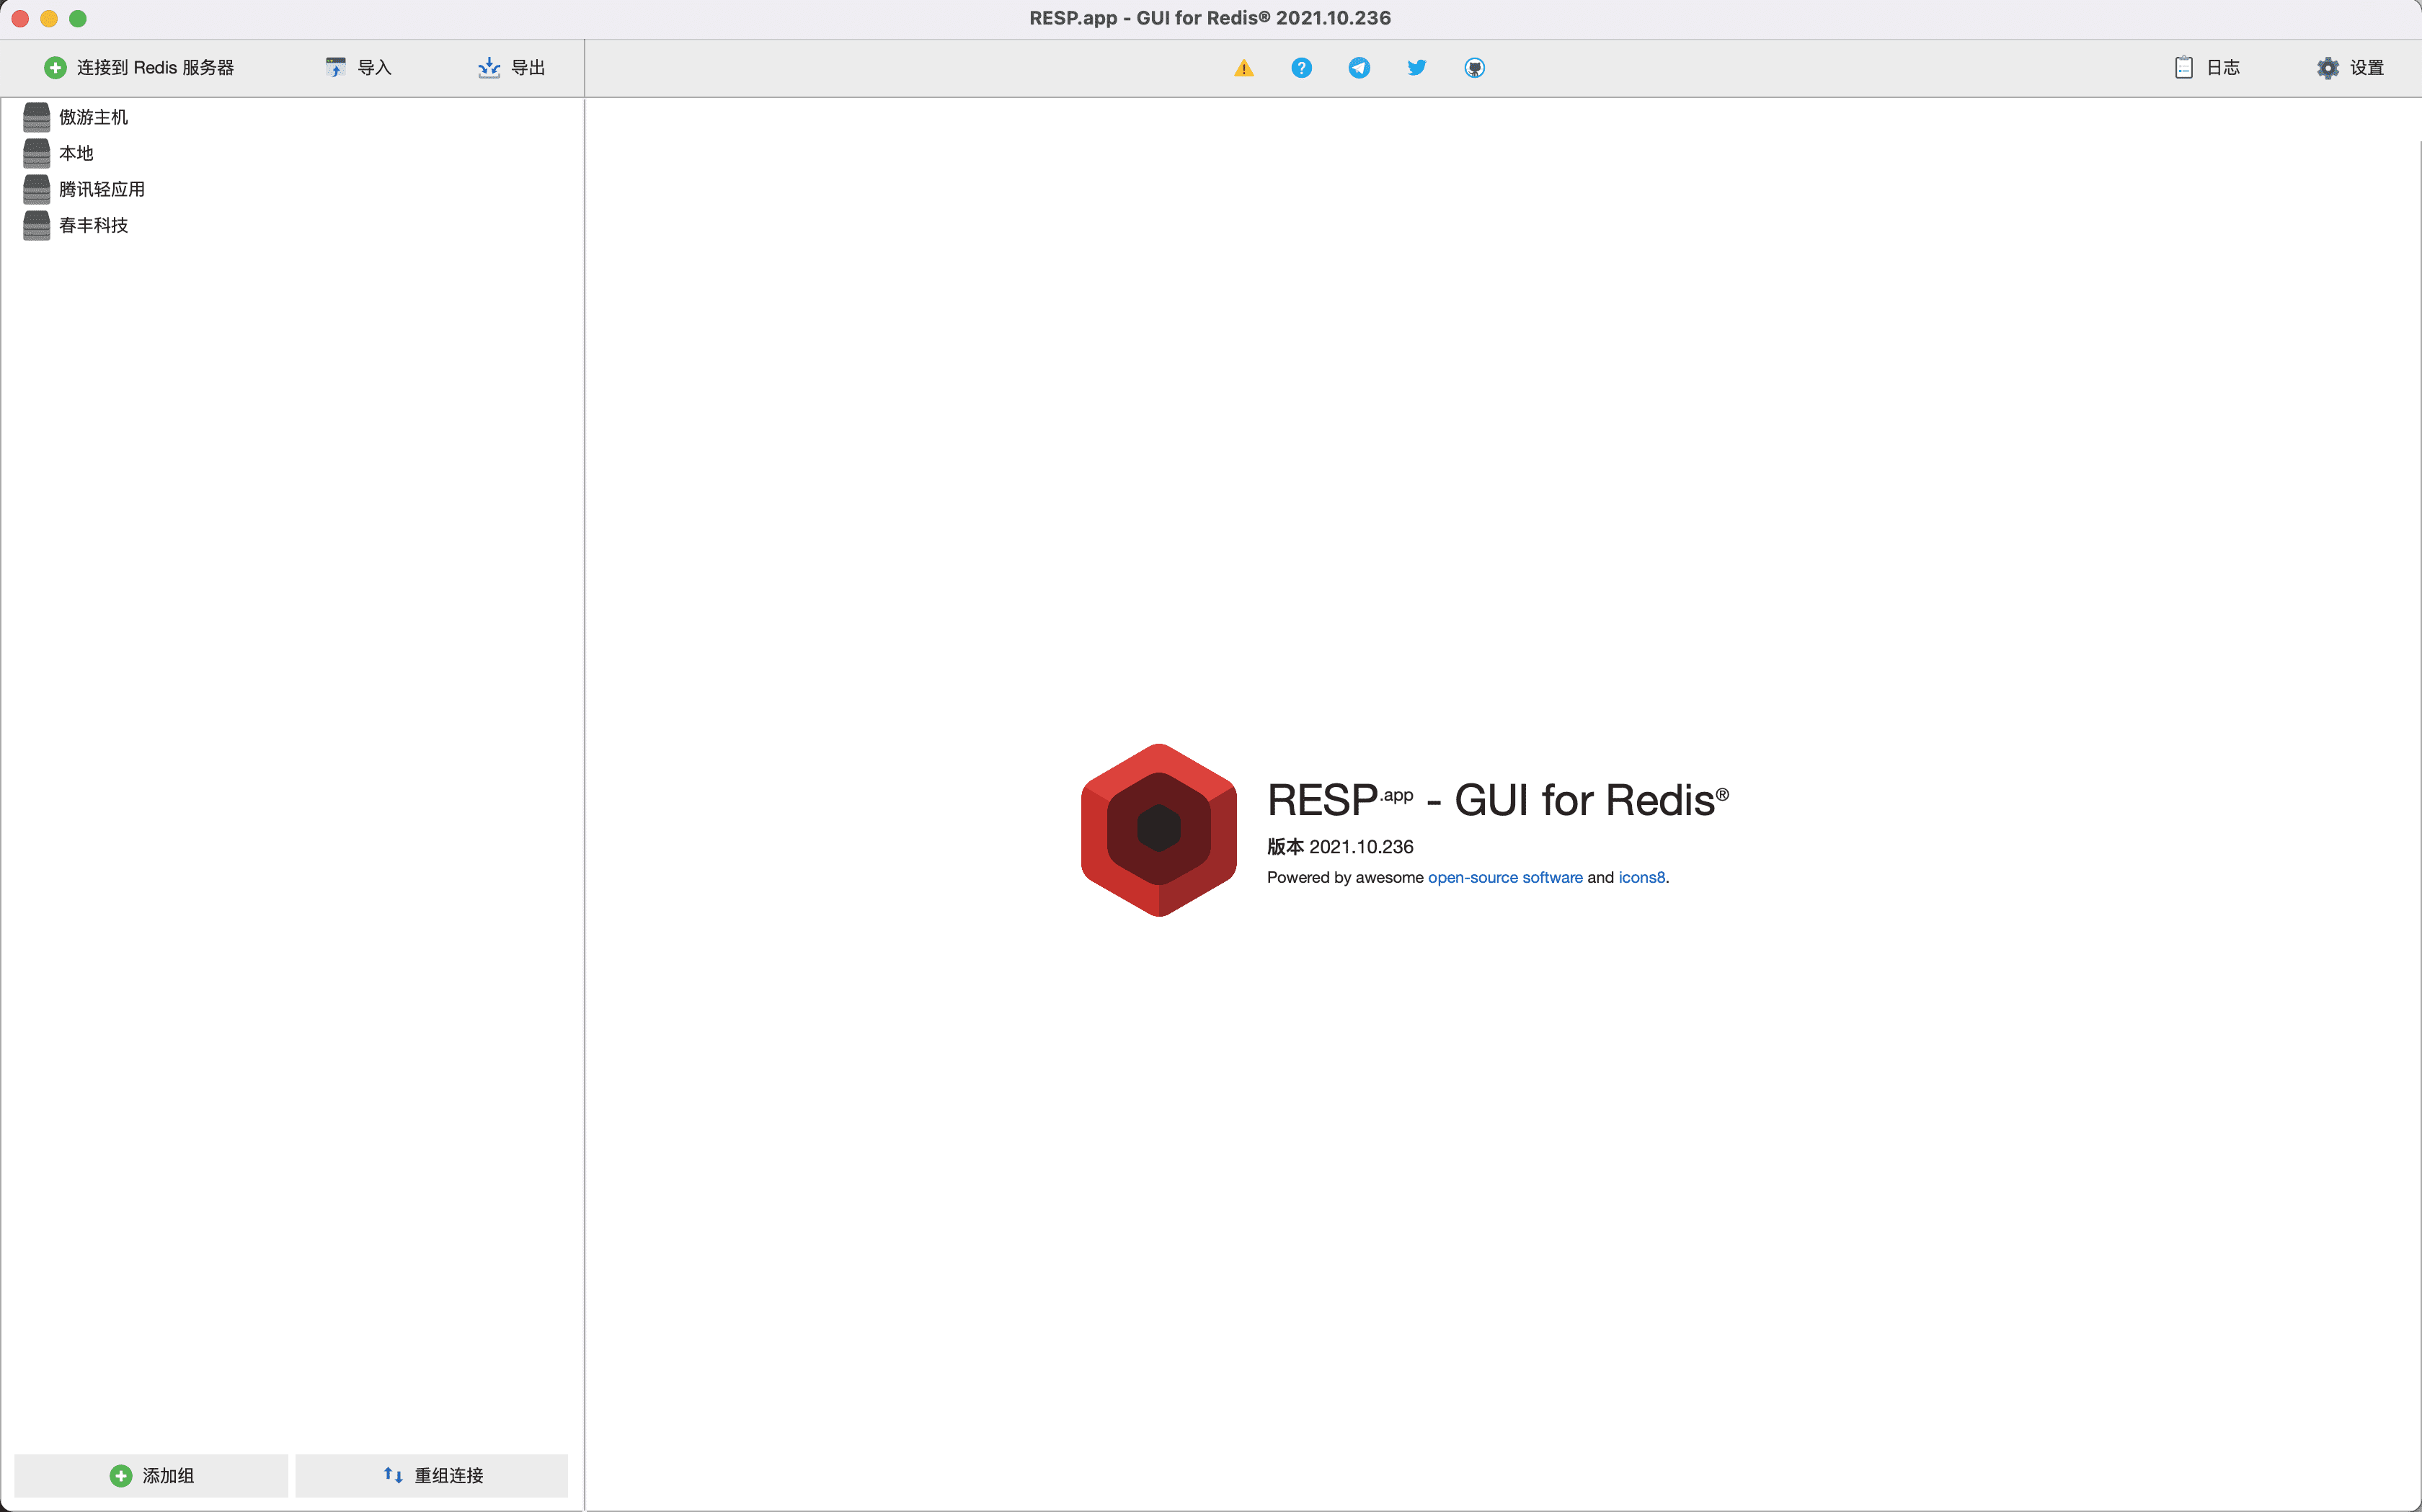 RESP.app - GUI for Redis® 2021.10.236
连接到 Redis 服务器 导入 导出 日志 设置
傲游主机
本地
腾讯轻应用
春丰科技
RESP.app - GUI for Redis®
版本 2021.10.236
Powered by awesome open-source software and icons8.
添加组 重组连接